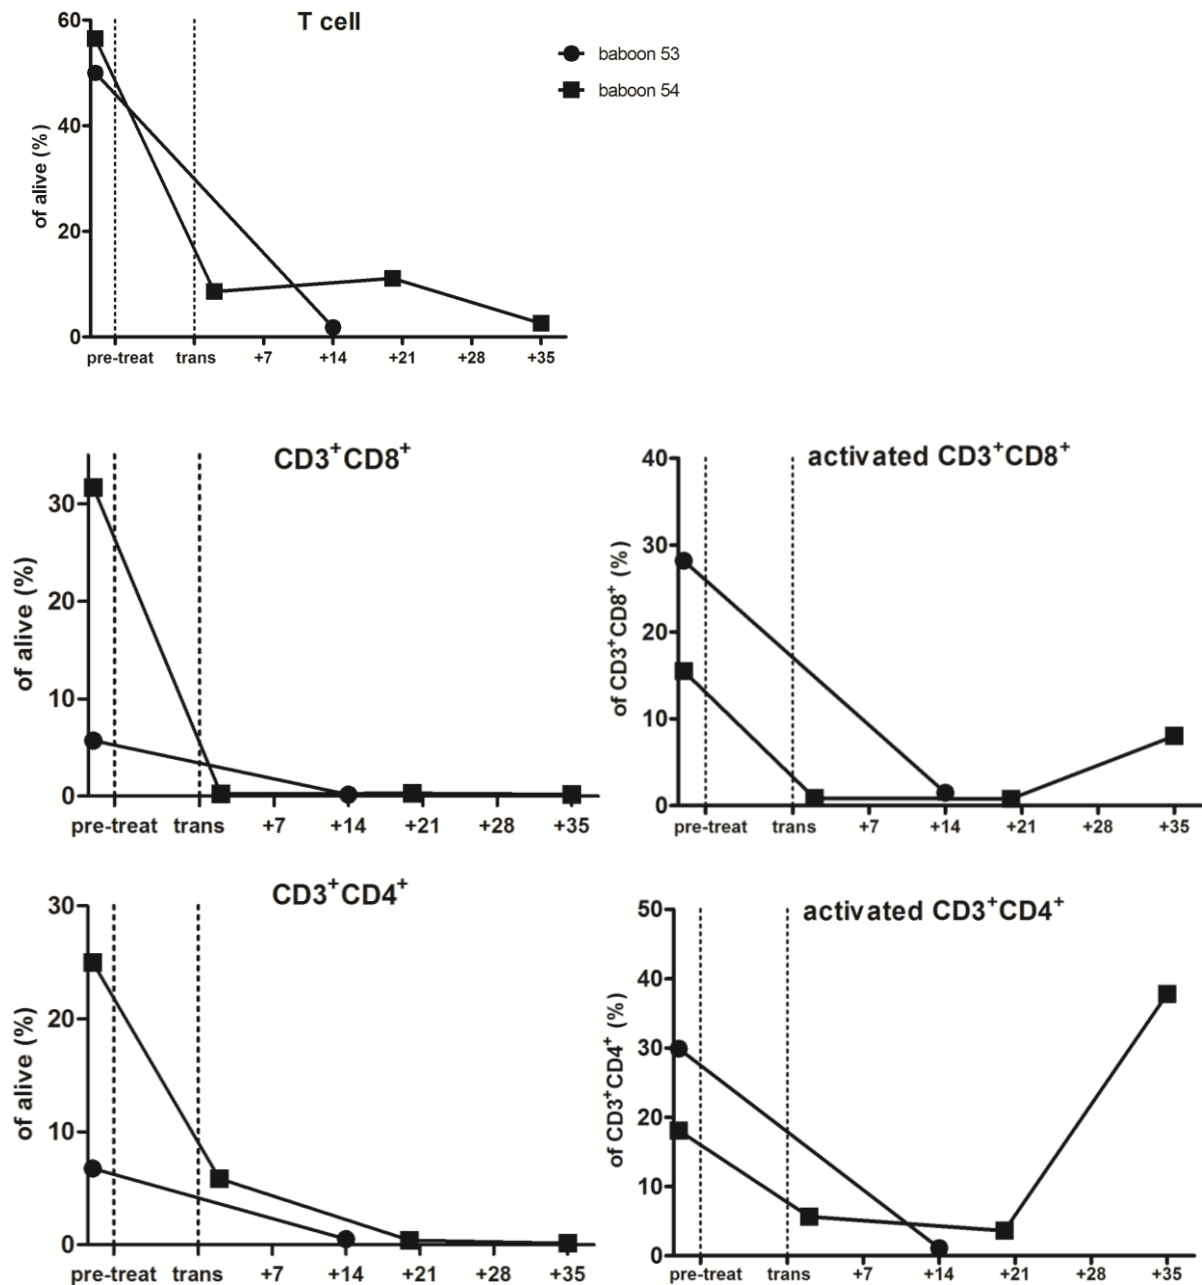 T cell
baboon 53
baboon 54
of alive (%)
60
40
20
0
pre-treat trans +7 +14 +21 +28 +35
CD3⁺CD8⁺
of alive (%)
30
20
10
0
pre-treat trans +7 +14 +21 +28 +35
activated CD3⁺CD8⁺
of CD3⁺CD8⁺ (%)
40
30
20
10
0
pre-treat trans +7 +14 +21 +28 +35
CD3⁺CD4⁺
of alive (%)
30
20
10
0
pre-treat trans +7 +14 +21 +28 +35
activated CD3⁺CD4⁺
of CD3⁺CD4⁺ (%)
50
40
30
20
10
0
pre-treat trans +7 +14 +21 +28 +35